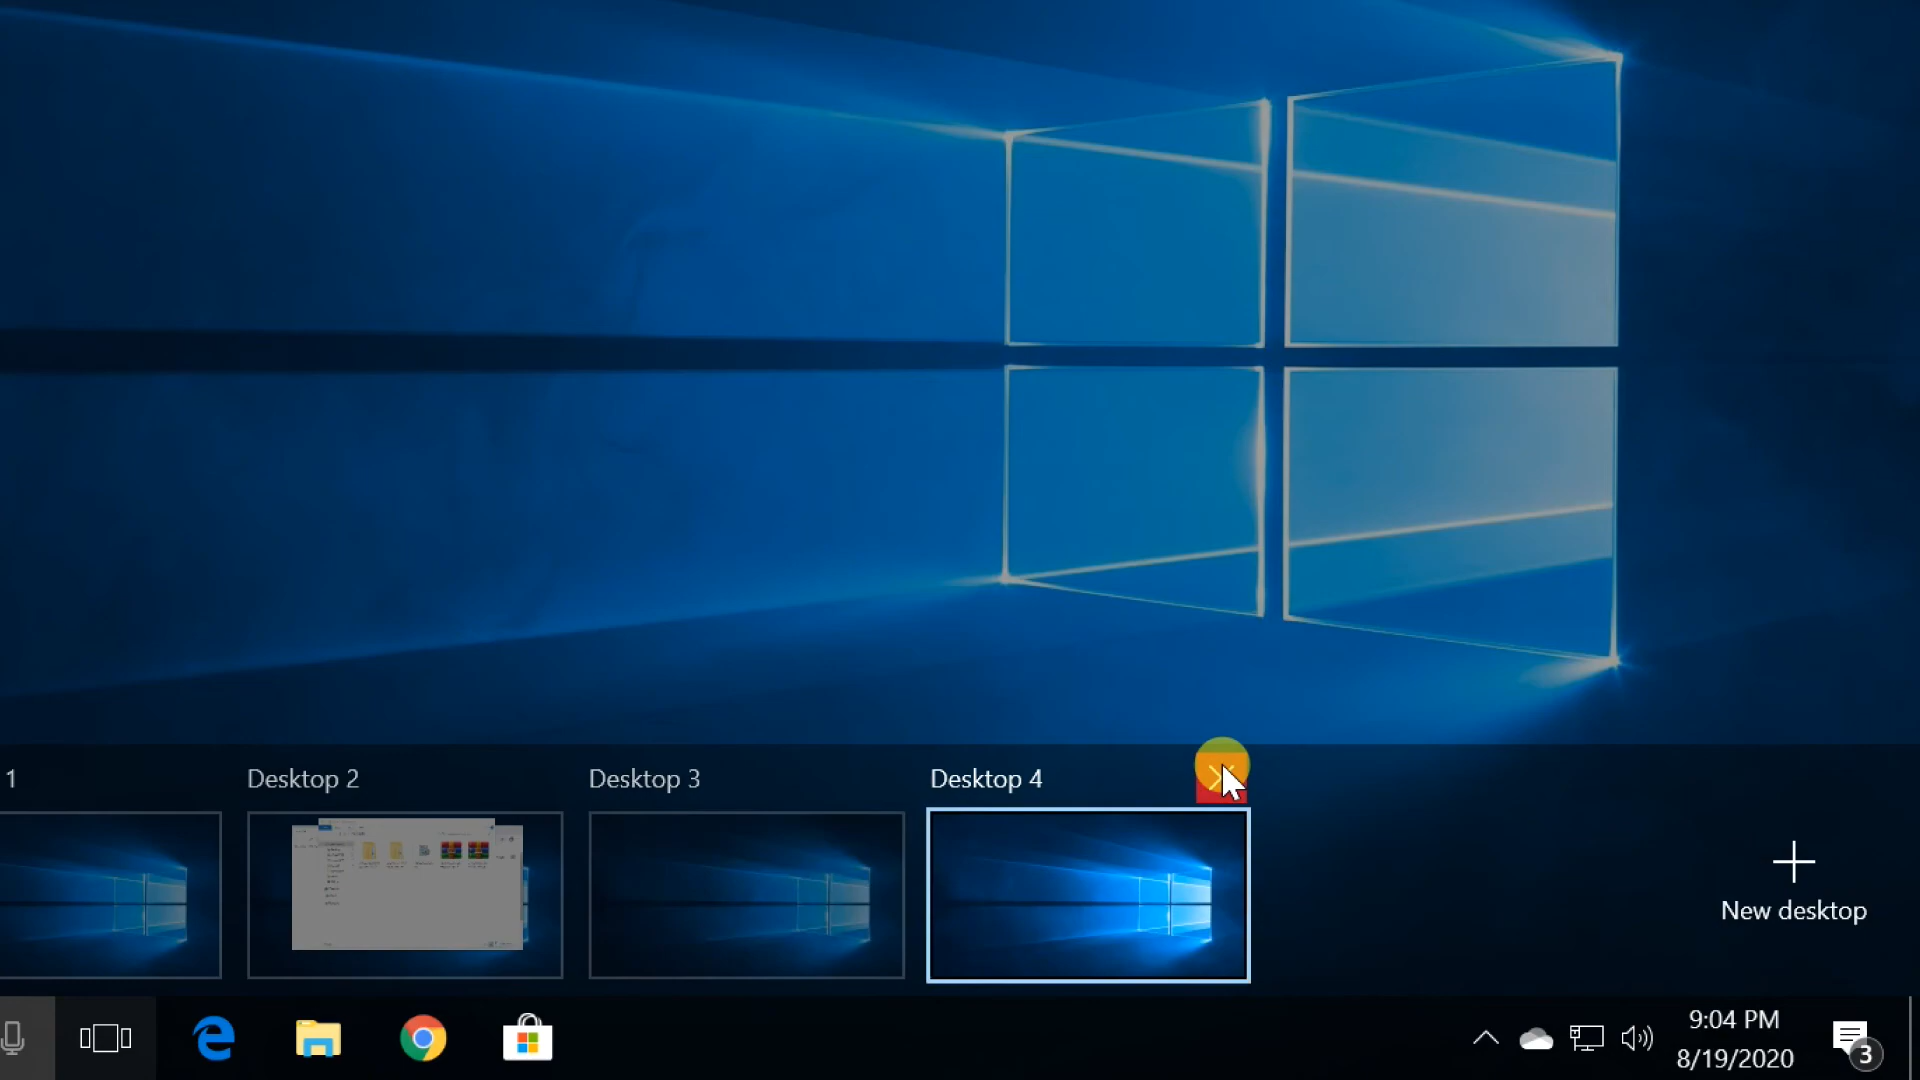 1
Desktop 2
Desktop 3
Desktop 4
New desktop
9:04 PM
8/19/2020
3